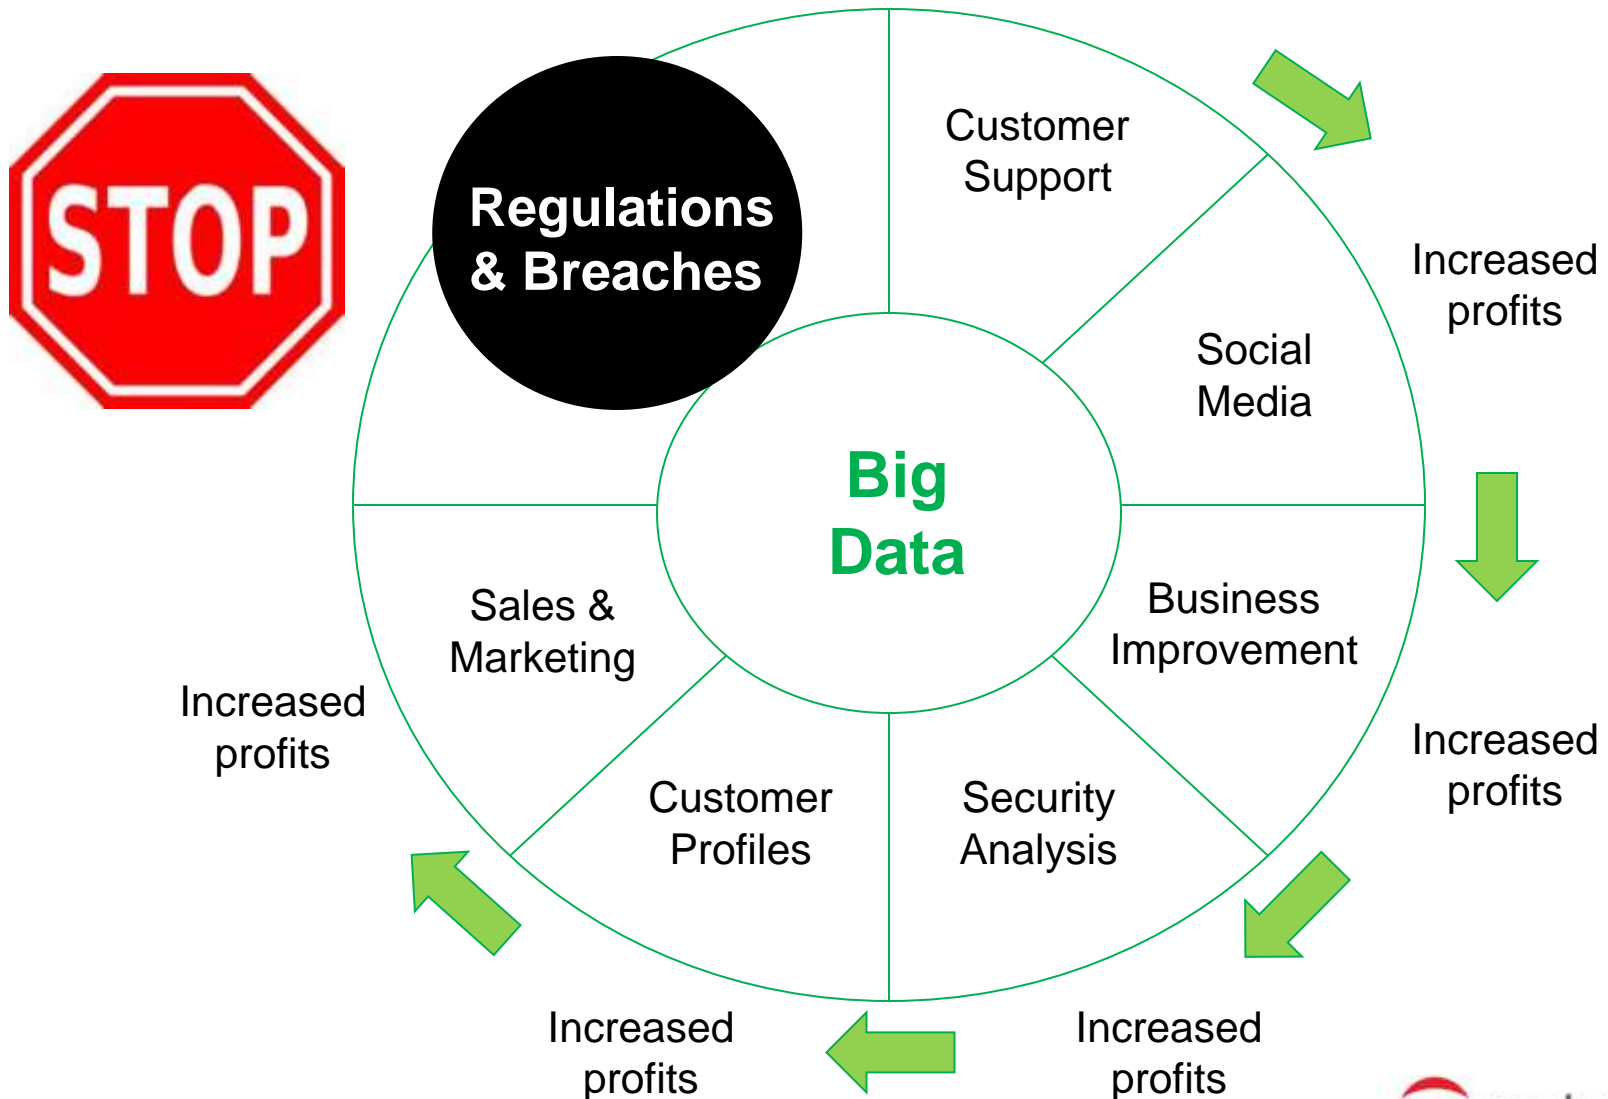 STOP
Regulations
& Breaches
Customer
Support
Increased
profits
Social
Media
Big
Data
Business
Improvement
Sales &
Marketing
Increased
profits
Increased
profits
Customer
Profiles
Security
Analysis
Increased
profits
Increased
profits